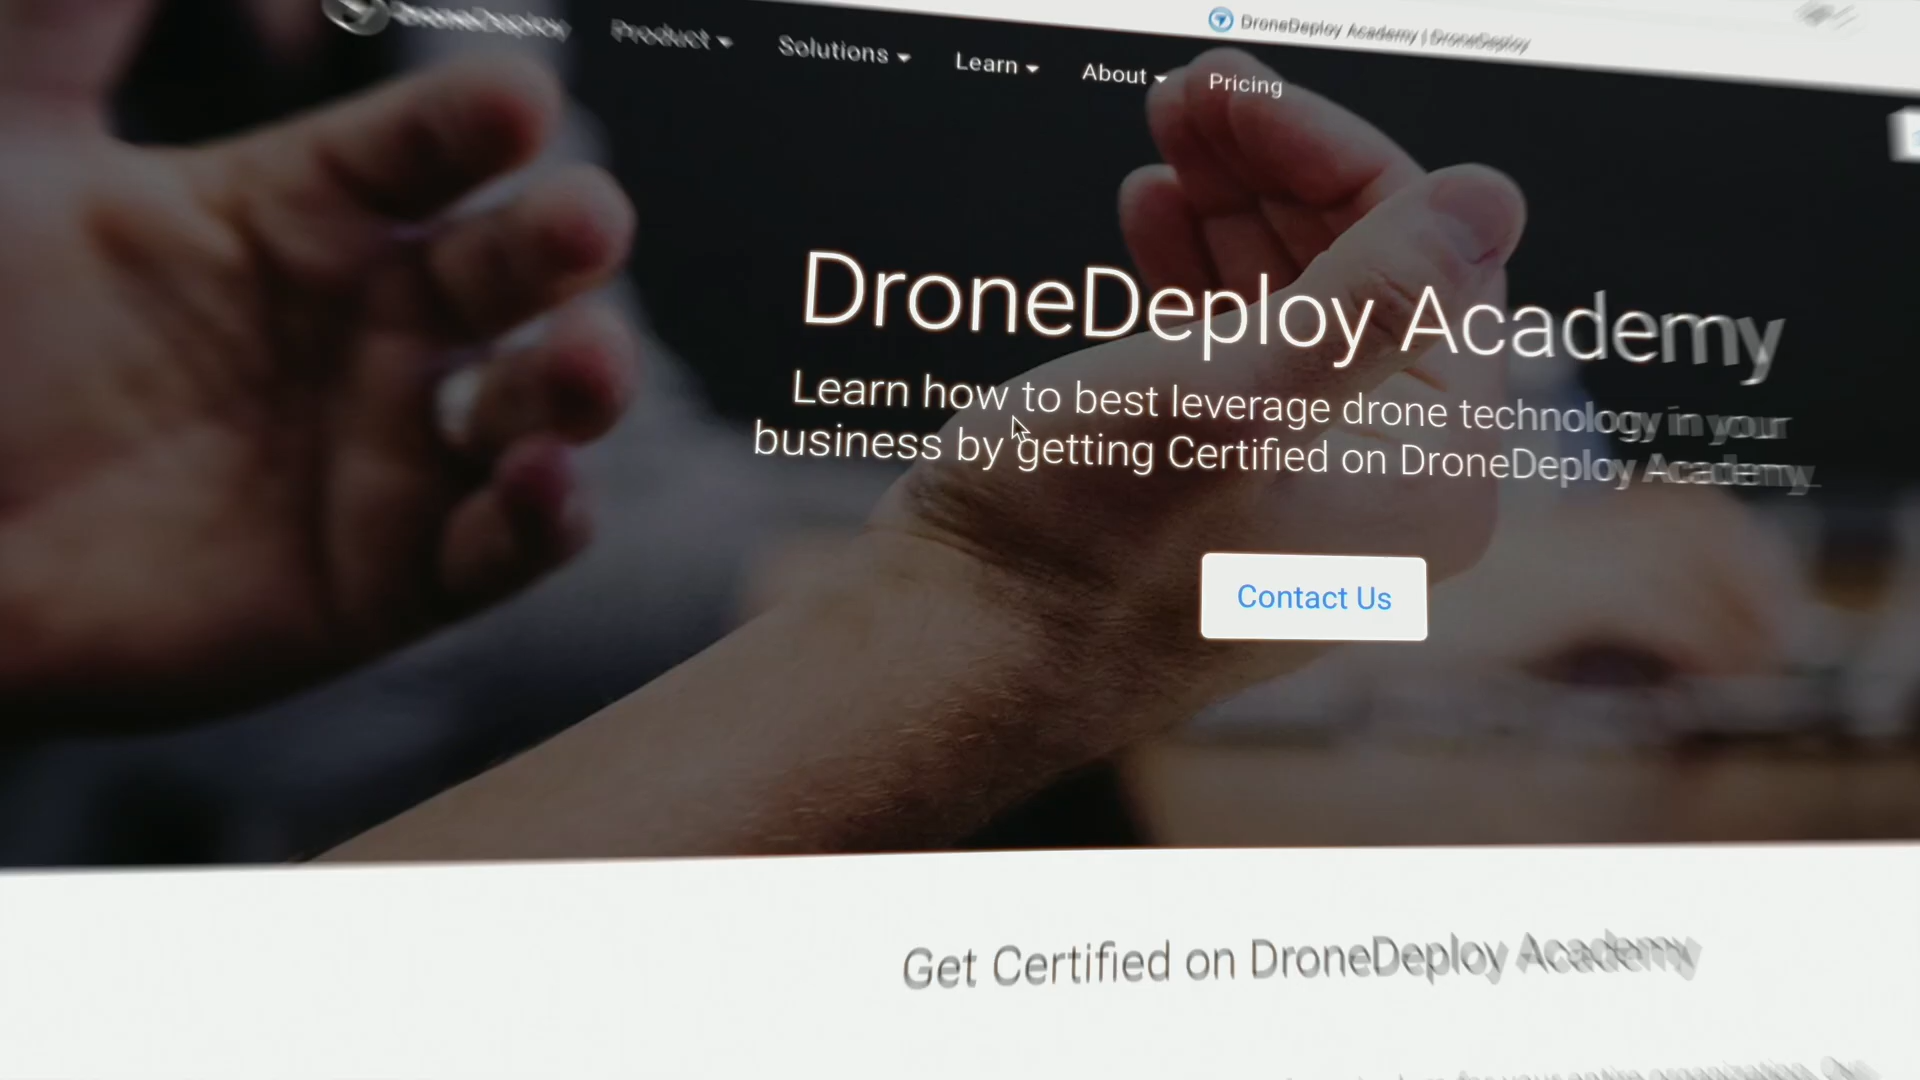 DroneDeploy Academy | DroneDeploy
DroneDeploy Product Solutions Learn About Pricing
DroneDeploy Academy
Learn how to best leverage drone technology in your
business by getting Certified on DroneDeploy Academy.
Contact Us
Get Certified on DroneDeploy Academy